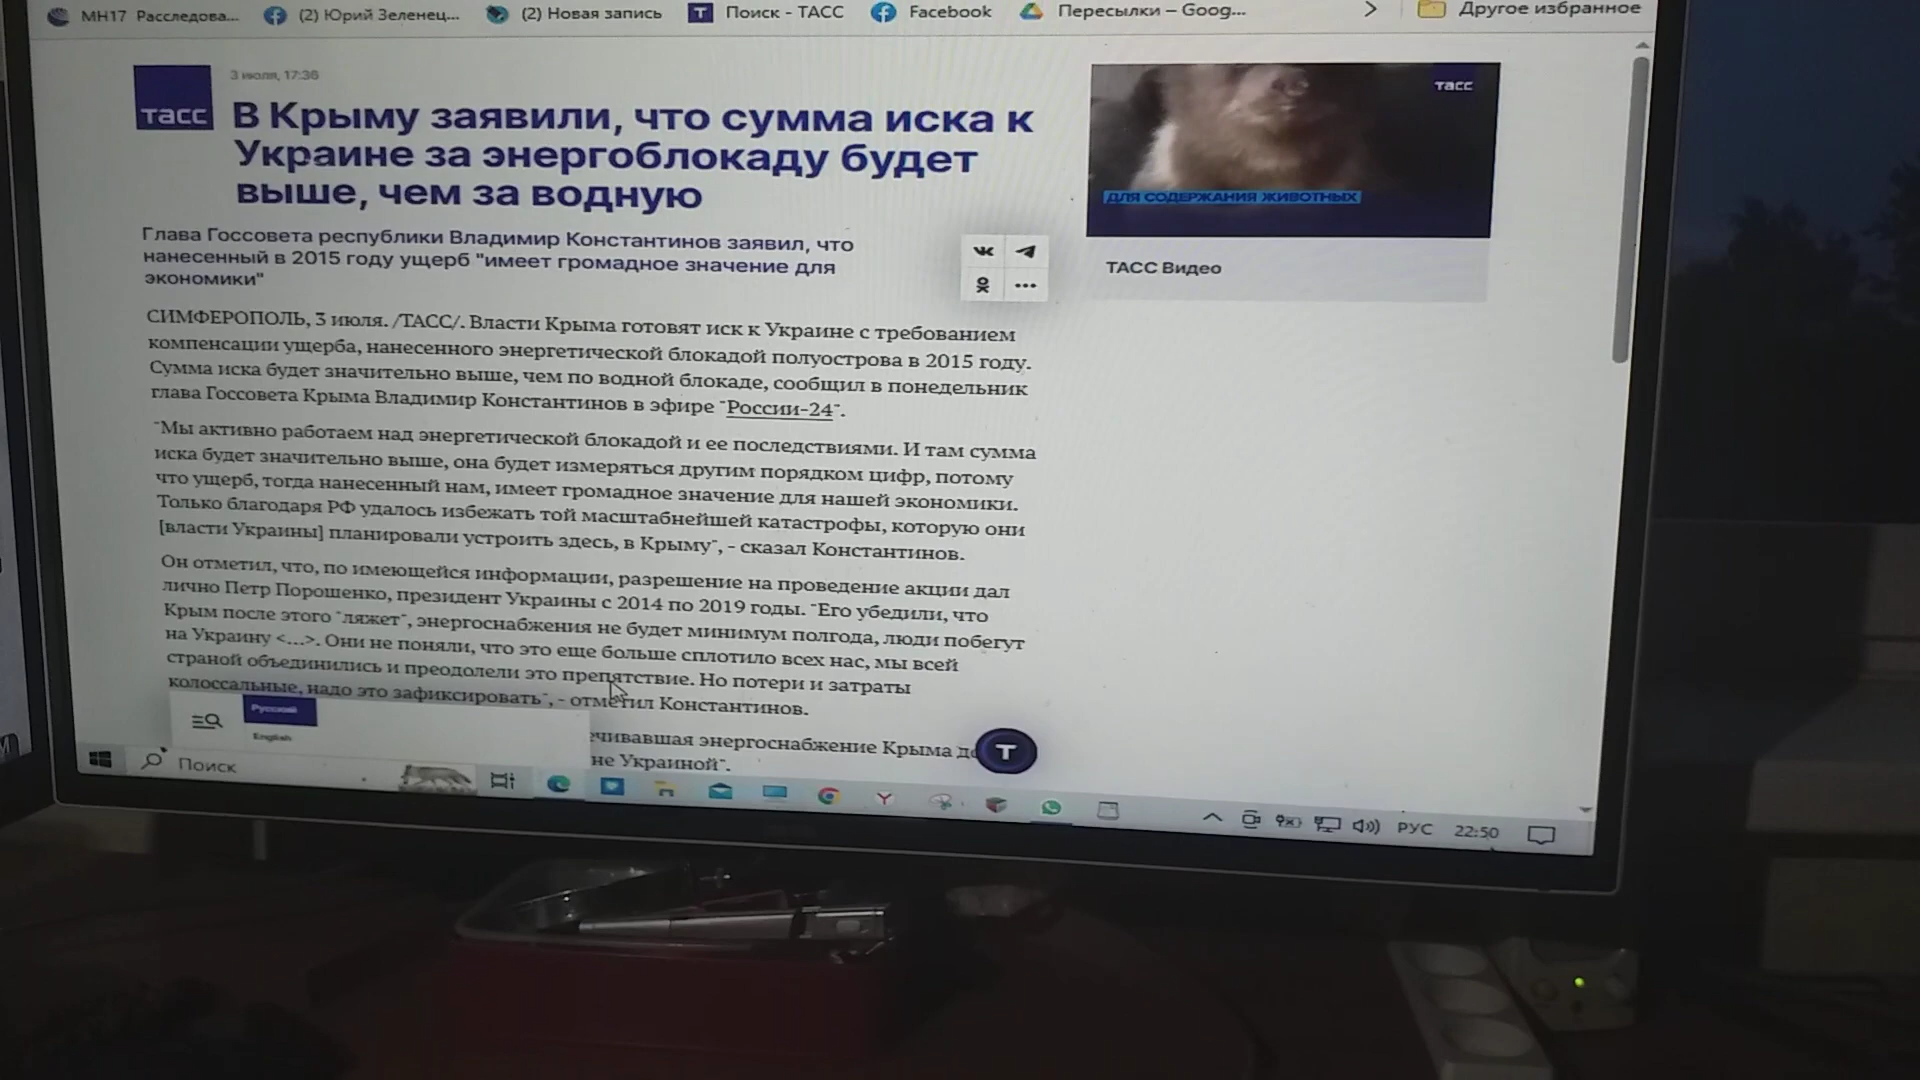 МН17 Расследова...
(2) Юрий Зеленец...
(2) Новая запись
T Поиск - ТАСС
Facebook
Пересылки – Goog...
Другое избранное
тасс
3 июля, 17:36
В Крыму заявили, что сумма иска к
Украине за энергоблокаду будет
выше, чем за водную
Глава Госсовета республики Владимир Константинов заявил, что
нанесенный в 2015 году ущерб "имеет громадное значение для
экономики"
СИМФЕРОПОЛЬ, 3 июля. /ТАСС/. Власти Крыма готовят иск к Украине с требованием
компенсации ущерба, нанесенного энергетической блокадой полуострова в 2015 году.
Сумма иска будет значительно выше, чем по водной блокаде, сообщил в понедельник
глава Госсовета Крыма Владимир Константинов в эфире "России-24".
"Мы активно работаем над энергетической блокадой и ее последствиями. И там сумма
иска будет значительно выше, она будет измеряться другим порядком цифр, потому
что ущерб, тогда нанесенный нам, имеет громадное значение для нашей экономики.
Только благодаря РФ удалось избежать той масштабнейшей катастрофы, которую они
[власти Украины] планировали устроить здесь, в Крыму", - сказал Константинов.
Он отметил, что, по имеющейся информации, разрешение на проведение акции дал
лично Петр Порошенко, президент Украины с 2014 по 2019 годы. "Его убедили, что
Крым после этого "ляжет", энергоснабжения не будет минимум полгода, люди побегут
на Украину <...>. Они не поняли, что это еще больше сплотило всех нас, мы всей
страной объединились и преодолели это препятствие. Но потери и затраты
колоссальные, надо это зафиксировать", - отметил Константинов.
ечивавшая энергоснабжение Крыма до
не Украиной".
тасс
ДЛЯ СОДЕРЖАНИЯ ЖИВОТНЫХ
ТАСС Видео
Русский
English
T
Поиск
РУС
22:50